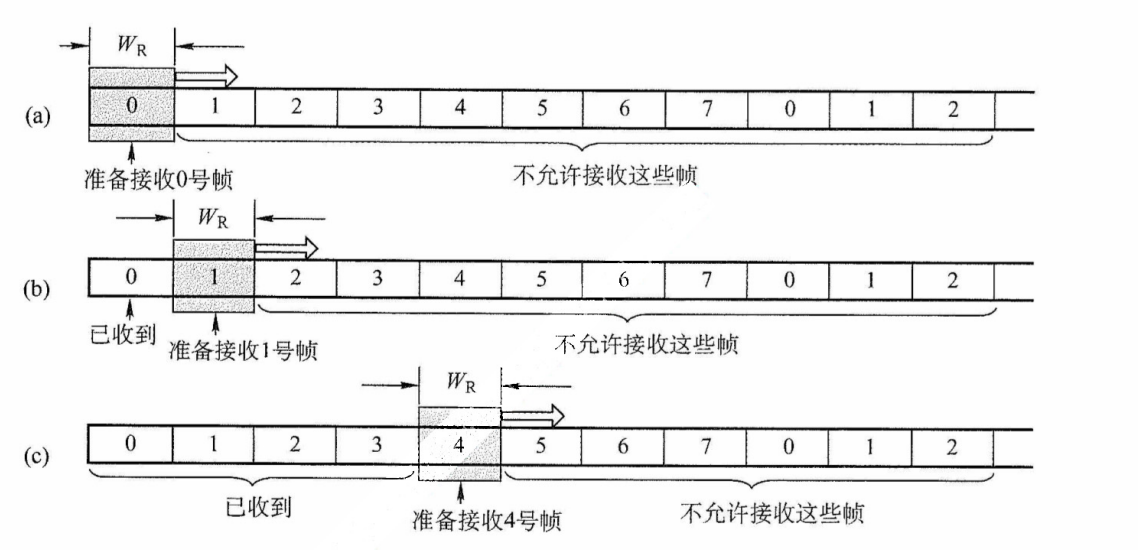 W_R
(a) 0 1 2 3 4 5 6 7 0 1 2
准备接收0号帧 不允许接收这些帧
W_R
(b) 0 1 2 3 4 5 6 7 0 1 2
已收到 准备接收1号帧 不允许接收这些帧
W_R
(c) 0 1 2 3 4 5 6 7 0 1 2
已收到 准备接收4号帧 不允许接收这些帧